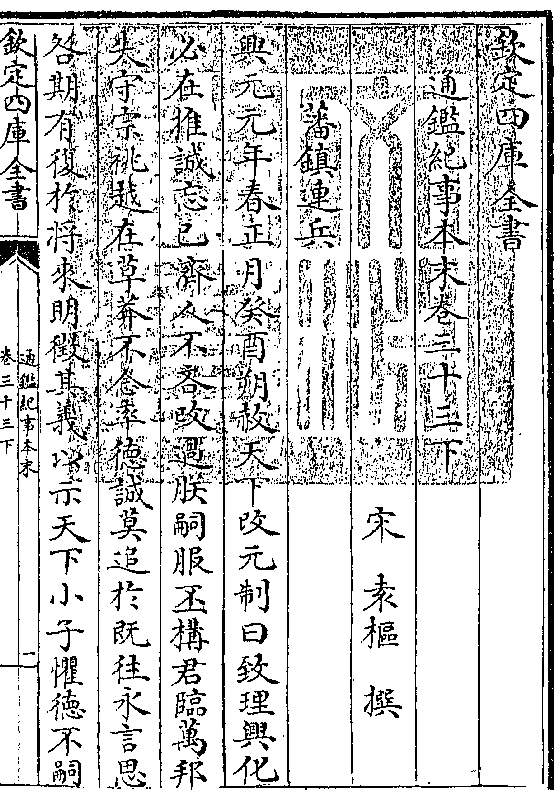 欽定四庫全書
通鑑紀事本末卷三十三下
宋 袁樞 撰
藩鎮連兵
興元元年春正月癸酉朔赦天下改元制曰致理興化
必在推誠忘已濟人不吝改過朕嗣服丕構君臨萬邦
失守宗祧越在草莽不念率德誠莫追於既往永言思
咎期有復於將來明徵其義以示天下小子懼德不嗣
欽定四庫全書
通鑑紀事本末
卷三十三下
一